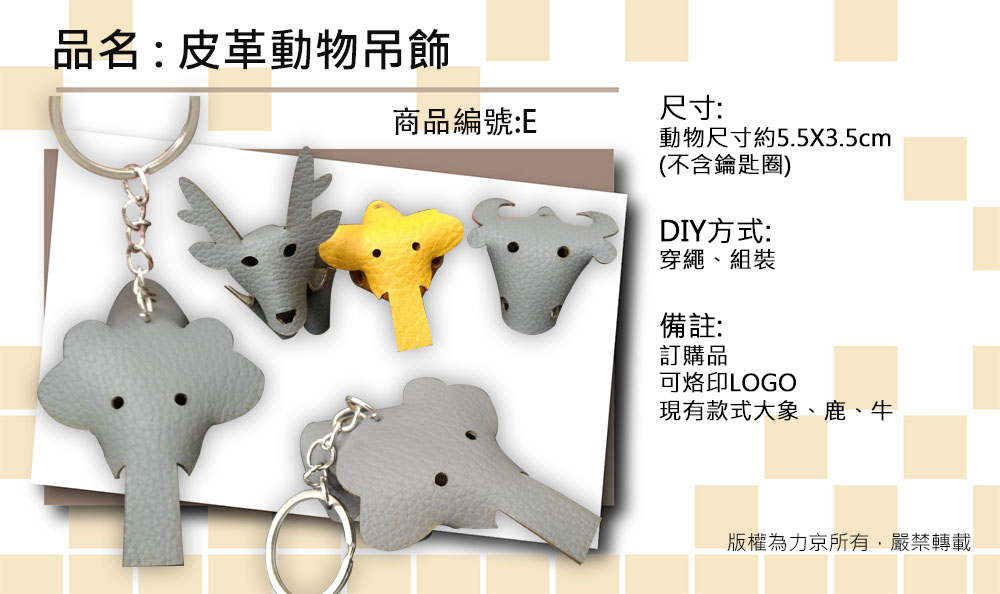 品名 : 皮革動物吊飾
商品編號:E
尺寸:
動物尺寸約5.5X3.5cm
(不含鑰匙圈)
DIY方式:
穿繩、組裝
備註:
訂購品
可烙印LOGO
現有款式大象、鹿、牛
版權為力京所有，嚴禁轉載